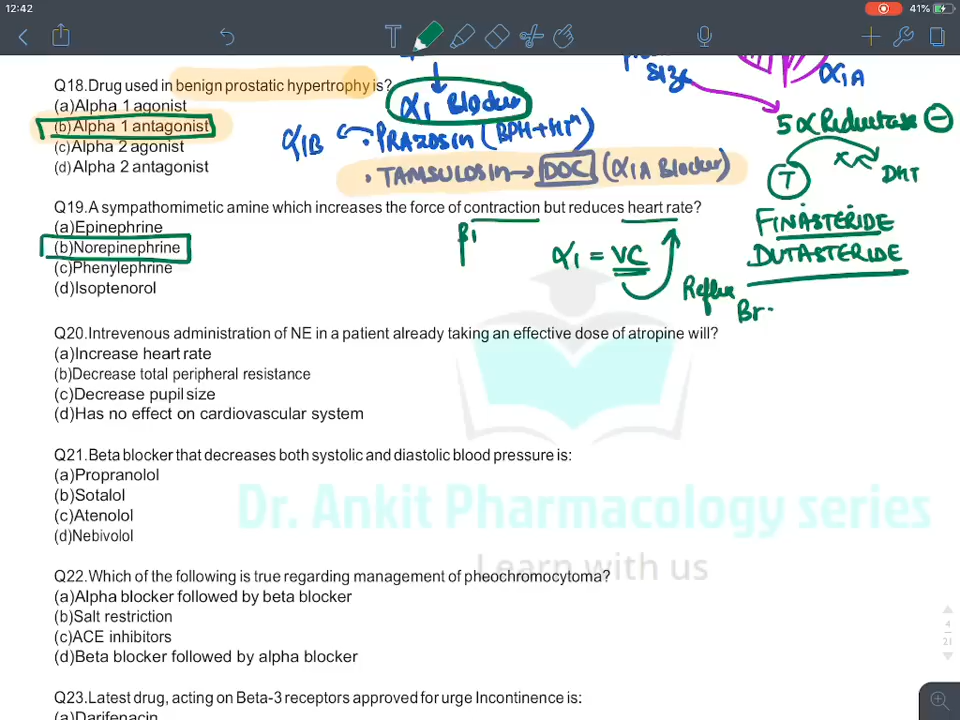 12:42
41%
Q18.Drug used in benign prostatic hypertrophy is?
(a)Alpha 1 agonist
(b)Alpha 1 antagonist
(c)Alpha 2 agonist
(d)Alpha 2 antagonist
size
α1A
α1 Blocker
α1B
• PRAZOSIN (BPH+HTN)
• TAMSULOSIN → DOC (α1A Blocker)
5α Reductase −
T
DHT
FINASTERIDE
DUTASTERIDE
Q19.A sympathomimetic amine which increases the force of contraction but reduces heart rate?
(a)Epinephrine
(b)Norepinephrine
(c)Phenylephrine
(d)Isoptenorol
β1
α1 = VC
Reflex
Br
Q20.Intrevenous administration of NE in a patient already taking an effective dose of atropine will?
(a)Increase heart rate
(b)Decrease total peripheral resistance
(c)Decrease pupil size
(d)Has no effect on cardiovascular system
Q21.Beta blocker that decreases both systolic and diastolic blood pressure is:
(a)Propranolol
(b)Sotalol
(c)Atenolol
(d)Nebivolol
Dr. Ankit Pharmacology series
Learn with us
Q22.Which of the following is true regarding management of pheochromocytoma?
(a)Alpha blocker followed by beta blocker
(b)Salt restriction
(c)ACE inhibitors
(d)Beta blocker followed by alpha blocker
4
21
Q23.Latest drug, acting on Beta-3 receptors approved for urge Incontinence is:
(a)Darifenacin